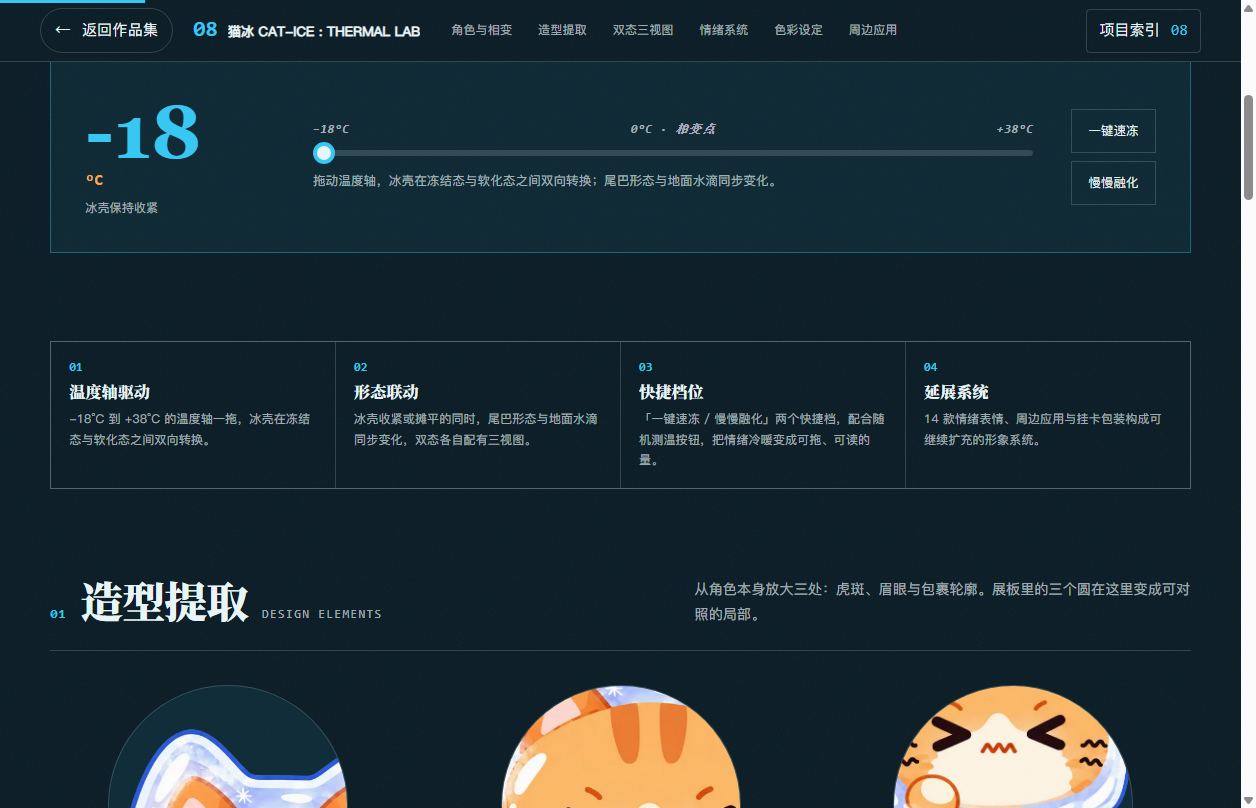 ← 返回作品集
08 猫冰 CAT-ICE : THERMAL LAB
角色与相变 造型提取 双态三视图 情绪系统 色彩设定 周边应用
项目索引 08
-18
°C
冰壳保持收紧
-18°C 0°C · 相变点 +38°C
拖动温度轴，冰壳在冻结态与软化态之间双向转换；尾巴形态与地面水滴同步变化。
一键速冻
慢慢融化
01
温度轴驱动
-18°C 到 +38°C 的温度轴一拖，冰壳在冻结
态与软化态之间双向转换。
02
形态联动
冰壳收紧或摊平的同时，尾巴形态与地面水滴
同步变化，双态各自配有三视图。
03
快捷档位
「一键速冻 / 慢慢融化」两个快捷档，配合随
机测温按钮，把情绪冷暖变成可拖、可读的
量。
04
延展系统
14 款情绪表情、周边应用与挂卡包装构成可
继续扩充的形象系统。
01 造型提取 DESIGN ELEMENTS
从角色本身放大三处：虎斑、眉眼与包裹轮廓。展板里的三个圆在这里变成可对
照的局部。